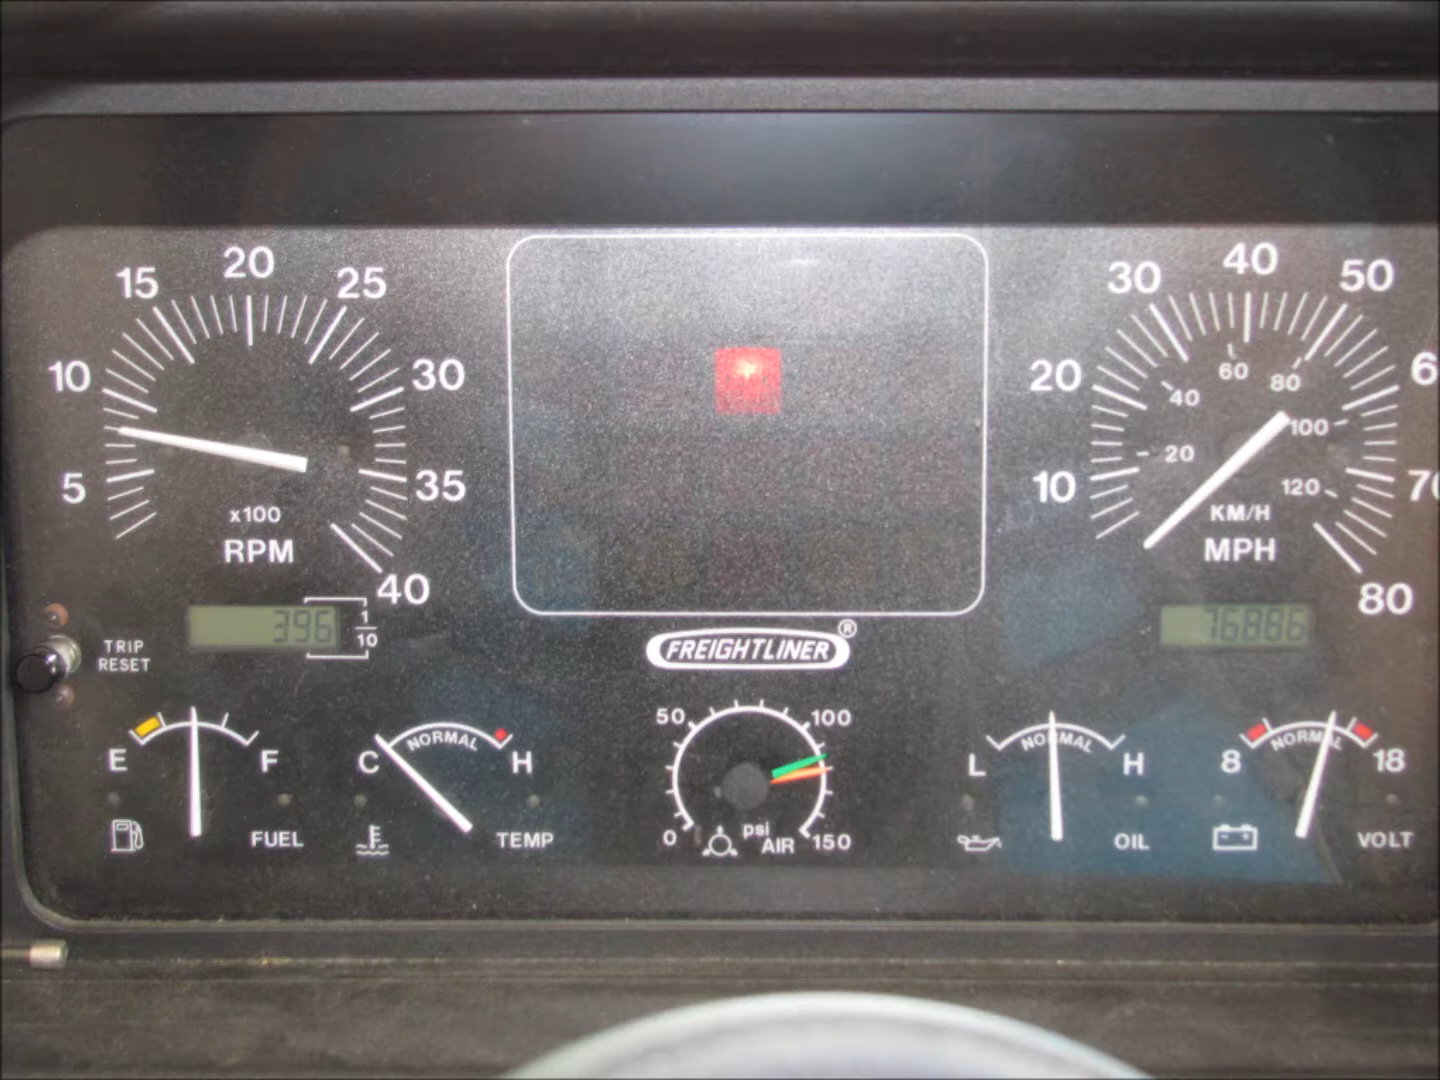 15 20 25
10 30
5 35
x100
RPM
40
396
1
10
TRIP
RESET
FREIGHTLINER ®
30 40 50
20
10
60 80
40
100
20
120
KM/H
MPH
80
76886
E F
FUEL
C NORMAL H
TEMP
50 100
0 150
psi
AIR
L NORMAL H
OIL
8 NORMAL 18
VOLT